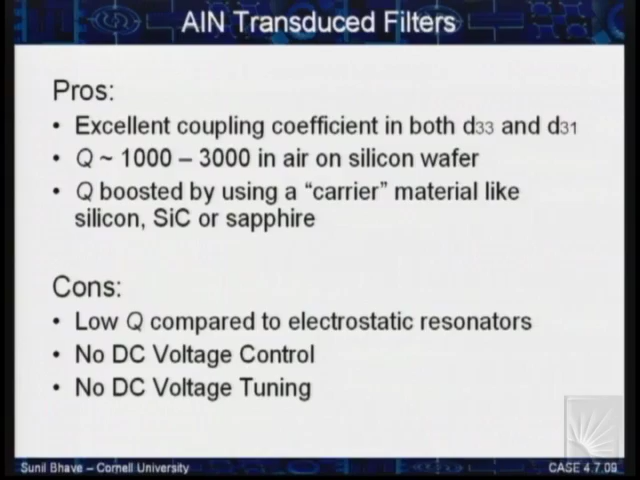 AlN Transduced Filters
Pros:
• Excellent coupling coefficient in both d33 and d31
• Q ~ 1000 – 3000 in air on silicon wafer
• Q boosted by using a “carrier” material like
silicon, SiC or sapphire
Cons:
• Low Q compared to electrostatic resonators
• No DC Voltage Control
• No DC Voltage Tuning
Sunil Bhave – Cornell University
CASE 4.7.09